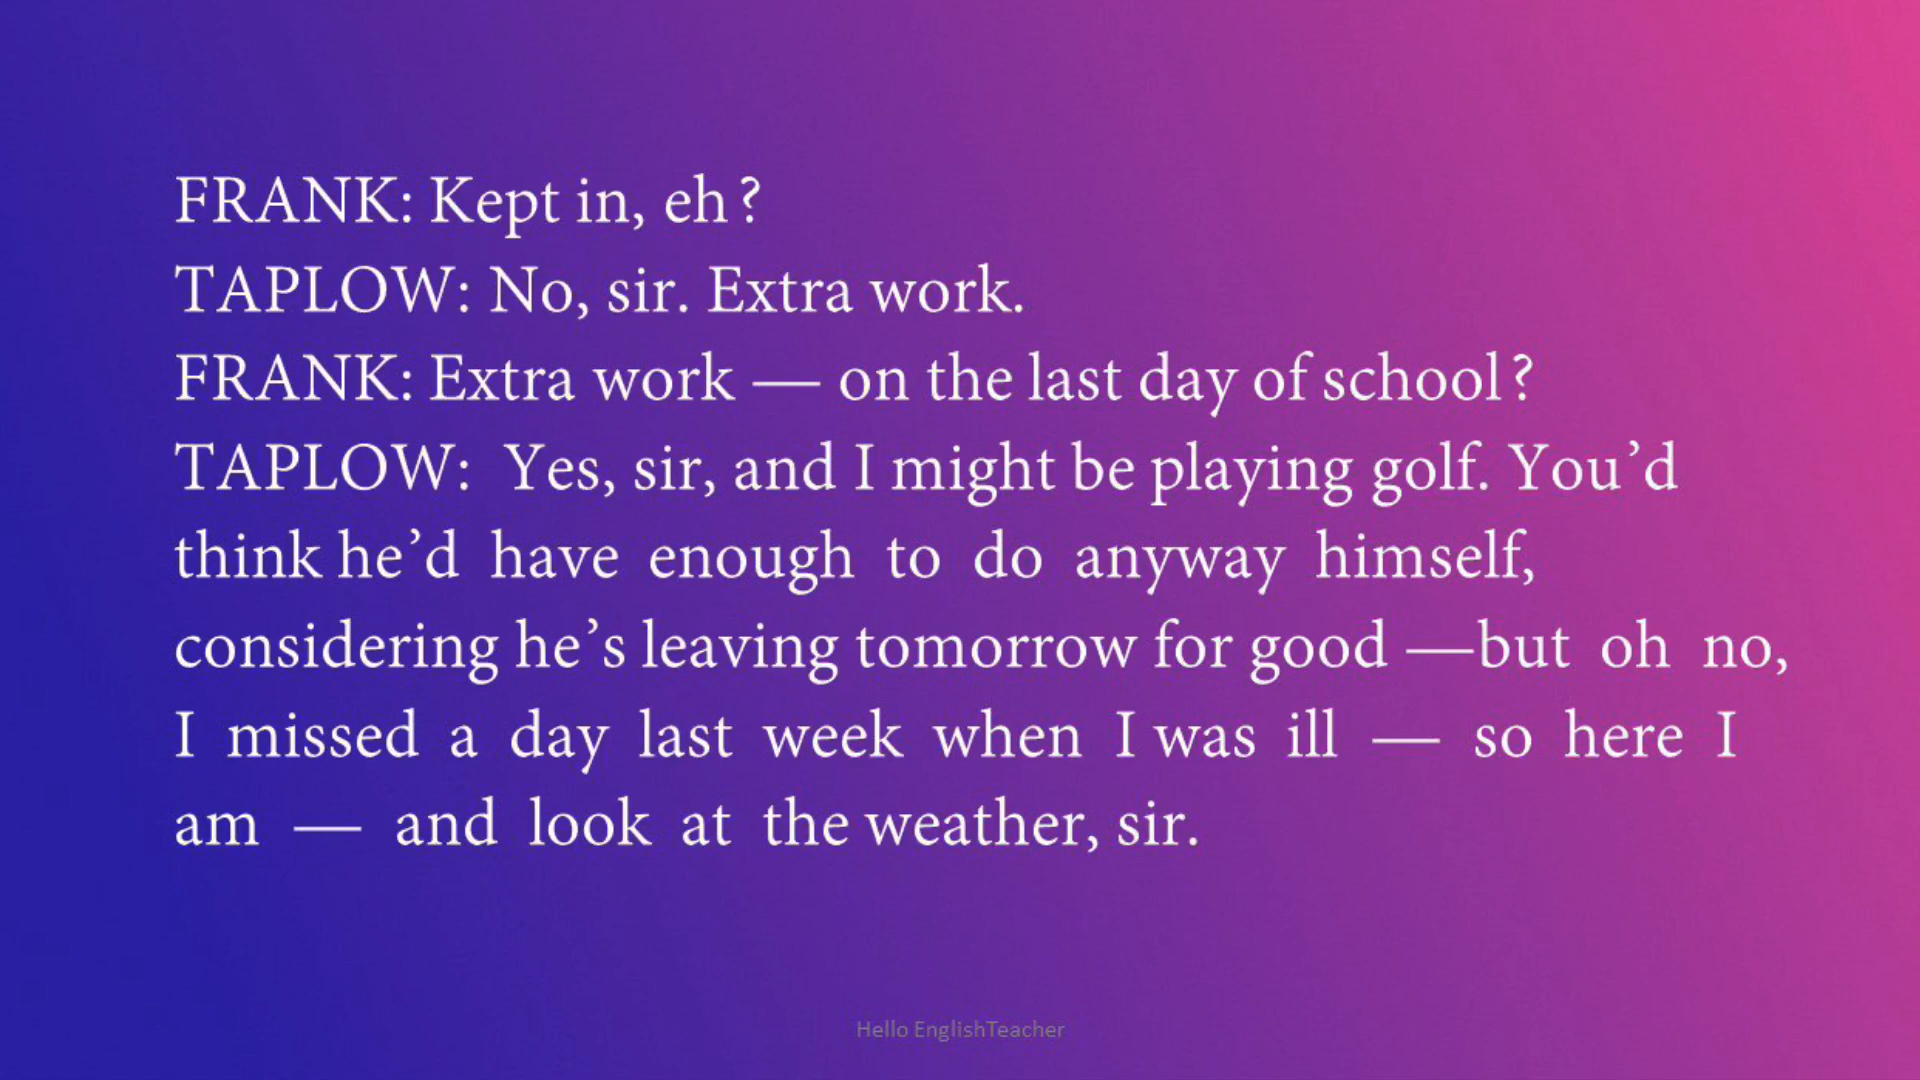 FRANK: Kept in, eh?
TAPLOW: No, sir. Extra work.
FRANK: Extra work — on the last day of school?
TAPLOW: Yes, sir, and I might be playing golf. You’d
think he’d have enough to do anyway himself,
considering he’s leaving tomorrow for good —but oh no,
I missed a day last week when I was ill — so here I
am — and look at the weather, sir.
Hello EnglishTeacher